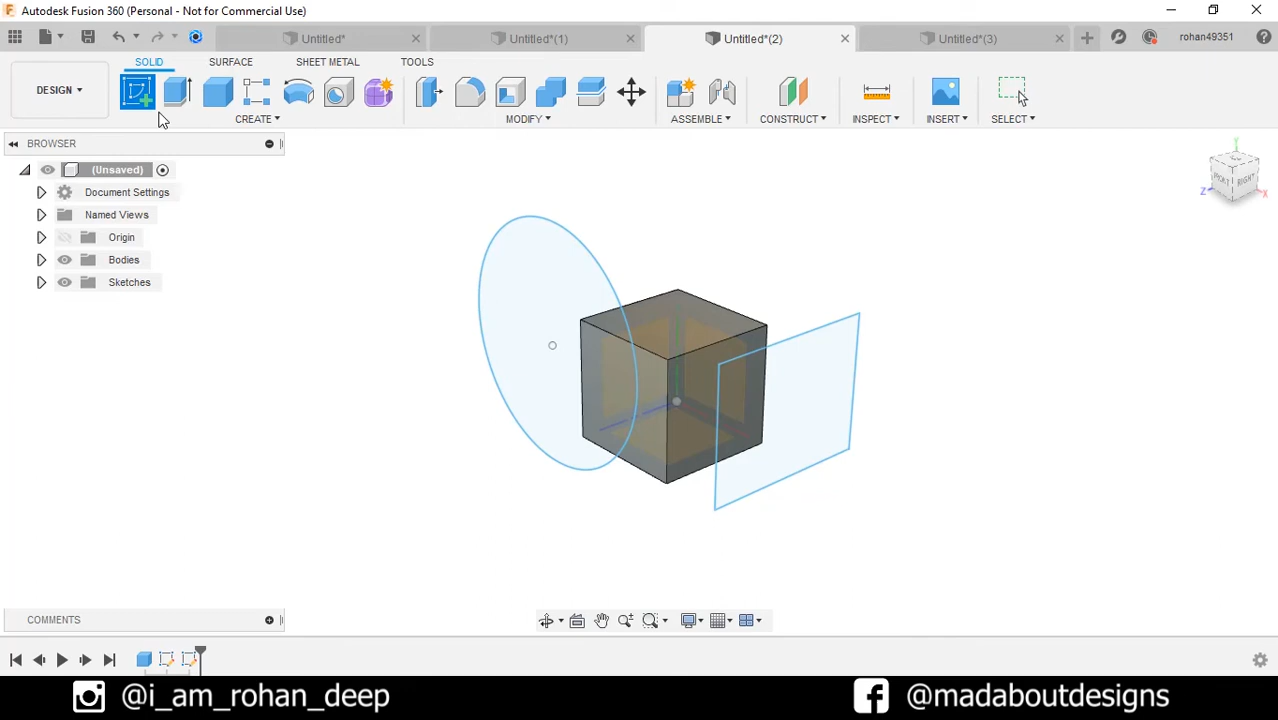 Autodesk Fusion 360 (Personal - Not for Commercial Use)
Untitled*
Untitled*(1)
Untitled*(2)
Untitled*(3)
rohan49351
SOLID
SURFACE
SHEET METAL
TOOLS
DESIGN
CREATE
MODIFY
ASSEMBLE
CONSTRUCT
INSPECT
INSERT
SELECT
BROWSER
(Unsaved)
Document Settings
Named Views
Origin
Bodies
Sketches
Y
FRONT
RIGHT
Z
X
COMMENTS
@i_am_rohan_deep
@madaboutdesigns